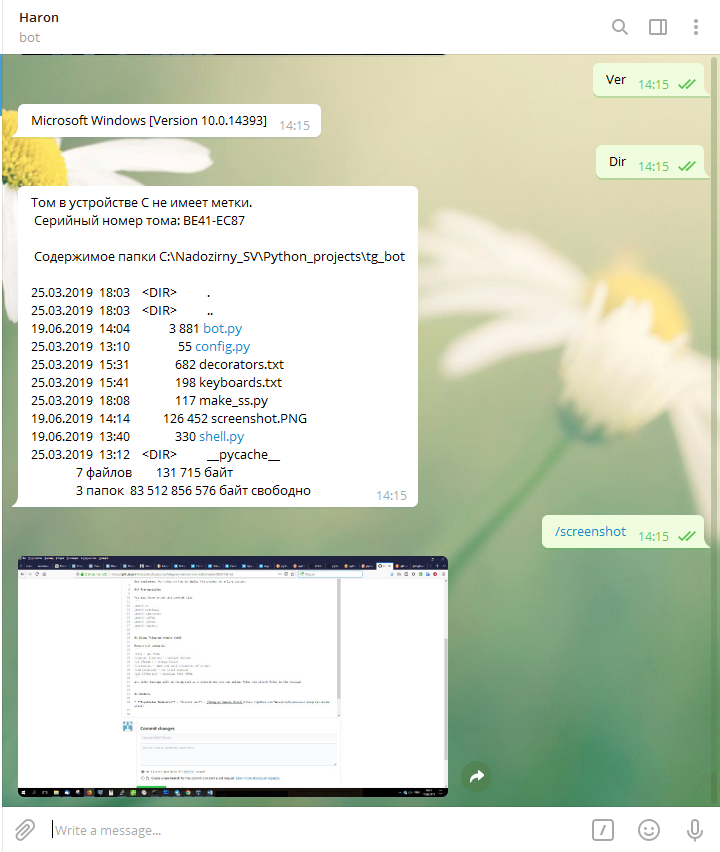 Haron
bot
Ver 14:15
Microsoft Windows [Version 10.0.14393] 14:15
Dir 14:15
Том в устройстве C не имеет метки.
Серийный номер тома: BE41-EC87
Содержимое папки C:\Nadozirny_SV\Python_projects\tg_bot
25.03.2019 18:03 <DIR> .
25.03.2019 18:03 <DIR> ..
19.06.2019 14:04 3 881 bot.py
25.03.2019 13:10 55 config.py
25.03.2019 15:31 682 decorators.txt
25.03.2019 15:41 198 keyboards.txt
25.03.2019 18:08 117 make_ss.py
19.06.2019 14:14 126 452 screenshot.PNG
19.06.2019 13:40 330 shell.py
25.03.2019 13:12 <DIR> __pycache__
7 файлов 131 715 байт
3 папок 83 512 856 576 байт свободно
14:15
/screenshot 14:15
Commit changes
Write a message...